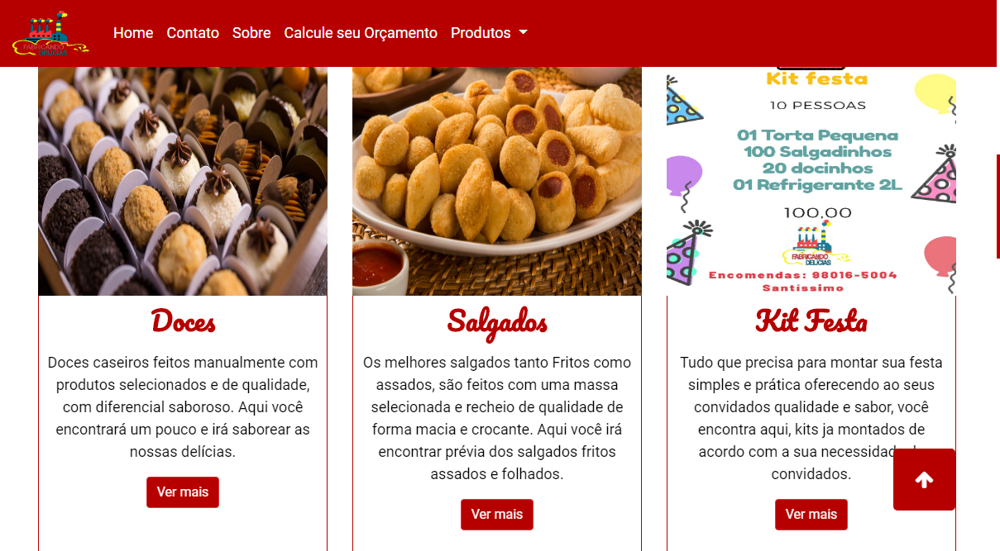 FABRICANDO
DELÍCIAS
Home Contato Sobre Calcule seu Orçamento Produtos
Kit festa
10 PESSOAS
01 Torta Pequena
100 Salgadinhos
20 docinhos
01 Refrigerante 2L
100,00
FABRICANDO
DELÍCIAS
Encomendas: 98016-5004
Santíssimo
Doces
Doces caseiros feitos manualmente com
produtos selecionados e de qualidade,
com diferencial saboroso. Aqui você
encontrará um pouco e irá saborear as
nossas delícias.
Ver mais
Salgados
Os melhores salgados tanto Fritos como
assados, são feitos com uma massa
selecionada e recheio de qualidade de
forma macia e crocante. Aqui você irá
encontrar prévia dos salgados fritos
assados e folhados.
Ver mais
Kit Festa
Tudo que precisa para montar sua festa
simples e prática oferecendo ao seus
convidados qualidade e sabor, você
encontra aqui, kits ja montados de
acordo com a sua necessidad
convidados.
Ver mais